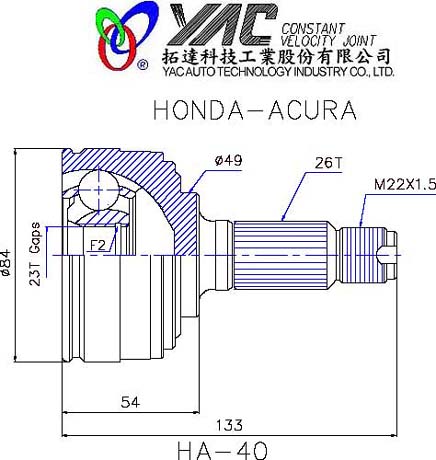 YAC CONSTANT
VELOCITY JOINT
®
拓達科技工業股份有限公司
YAC AUTO TECHNOLOGY INDUSTRY CO., LTD.
HONDA-ACURA
ø49
26T
M22X1.5
F2
23T Gaps
ø84
54
133
HA-40